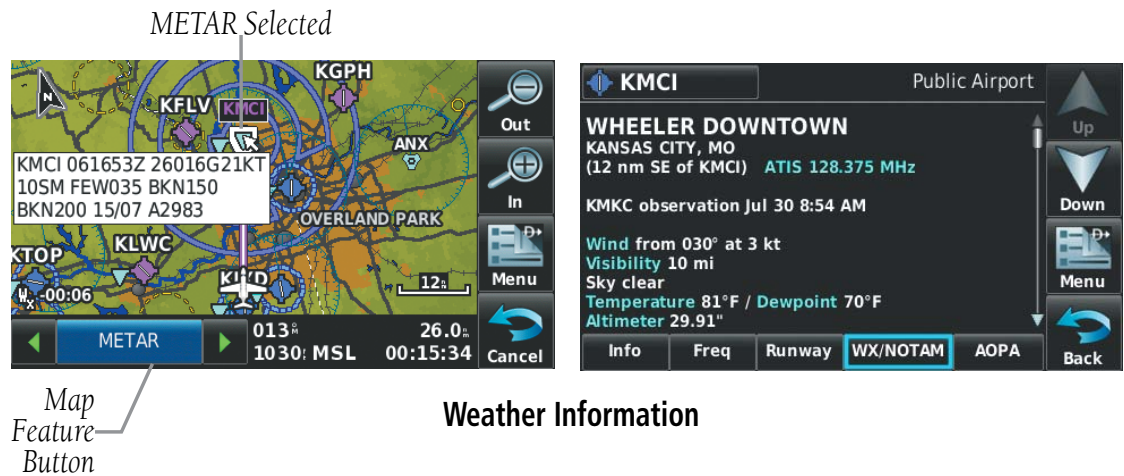 METAR Selected
KGPH
KFLV
KMCI
ANX
KMCI 061653Z 26016G21KT
10SM FEW035 BKN150
BKN200 15/07 A2983
OVERLAND PARK
KTOP
KLWC
WX -00:06
12
N
Out
In
Menu
Cancel
METAR
013°
26.0
1030 MSL
00:15:34
Map
Feature
Button
KMCI
Public Airport
WHEELER DOWNTOWN
KANSAS CITY, MO
(12 nm SE of KMCI) ATIS 128.375 MHz
KMKC observation Jul 30 8:54 AM
Wind from 030° at 3 kt
Visibility 10 mi
Sky clear
Temperature 81°F / Dewpoint 70°F
Altimeter 29.91"
Info Freq Runway WX/NOTAM AOPA
Up
Down
Menu
Back
Weather Information